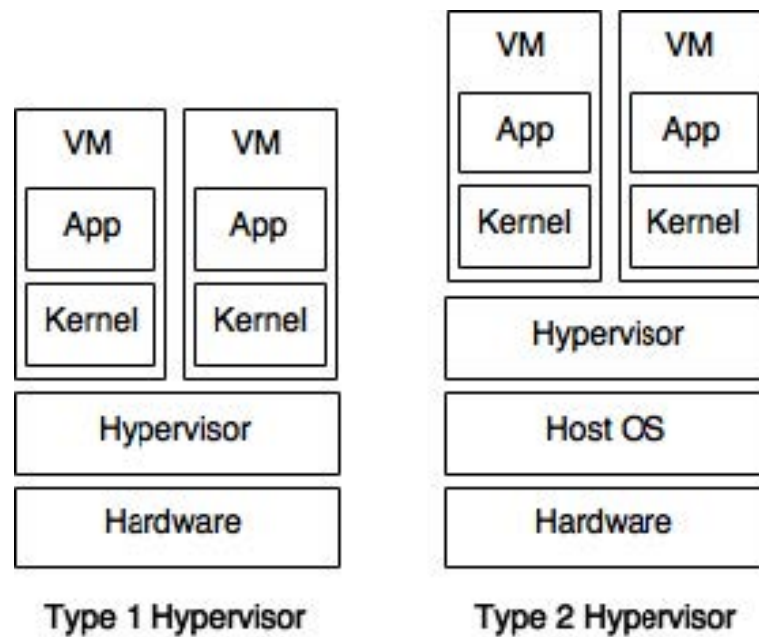 VM
VM
App
App
Kernel
Kernel
Hypervisor
Hardware
Type 1 Hypervisor
VM
VM
App
App
Kernel
Kernel
Hypervisor
Host OS
Hardware
Type 2 Hypervisor